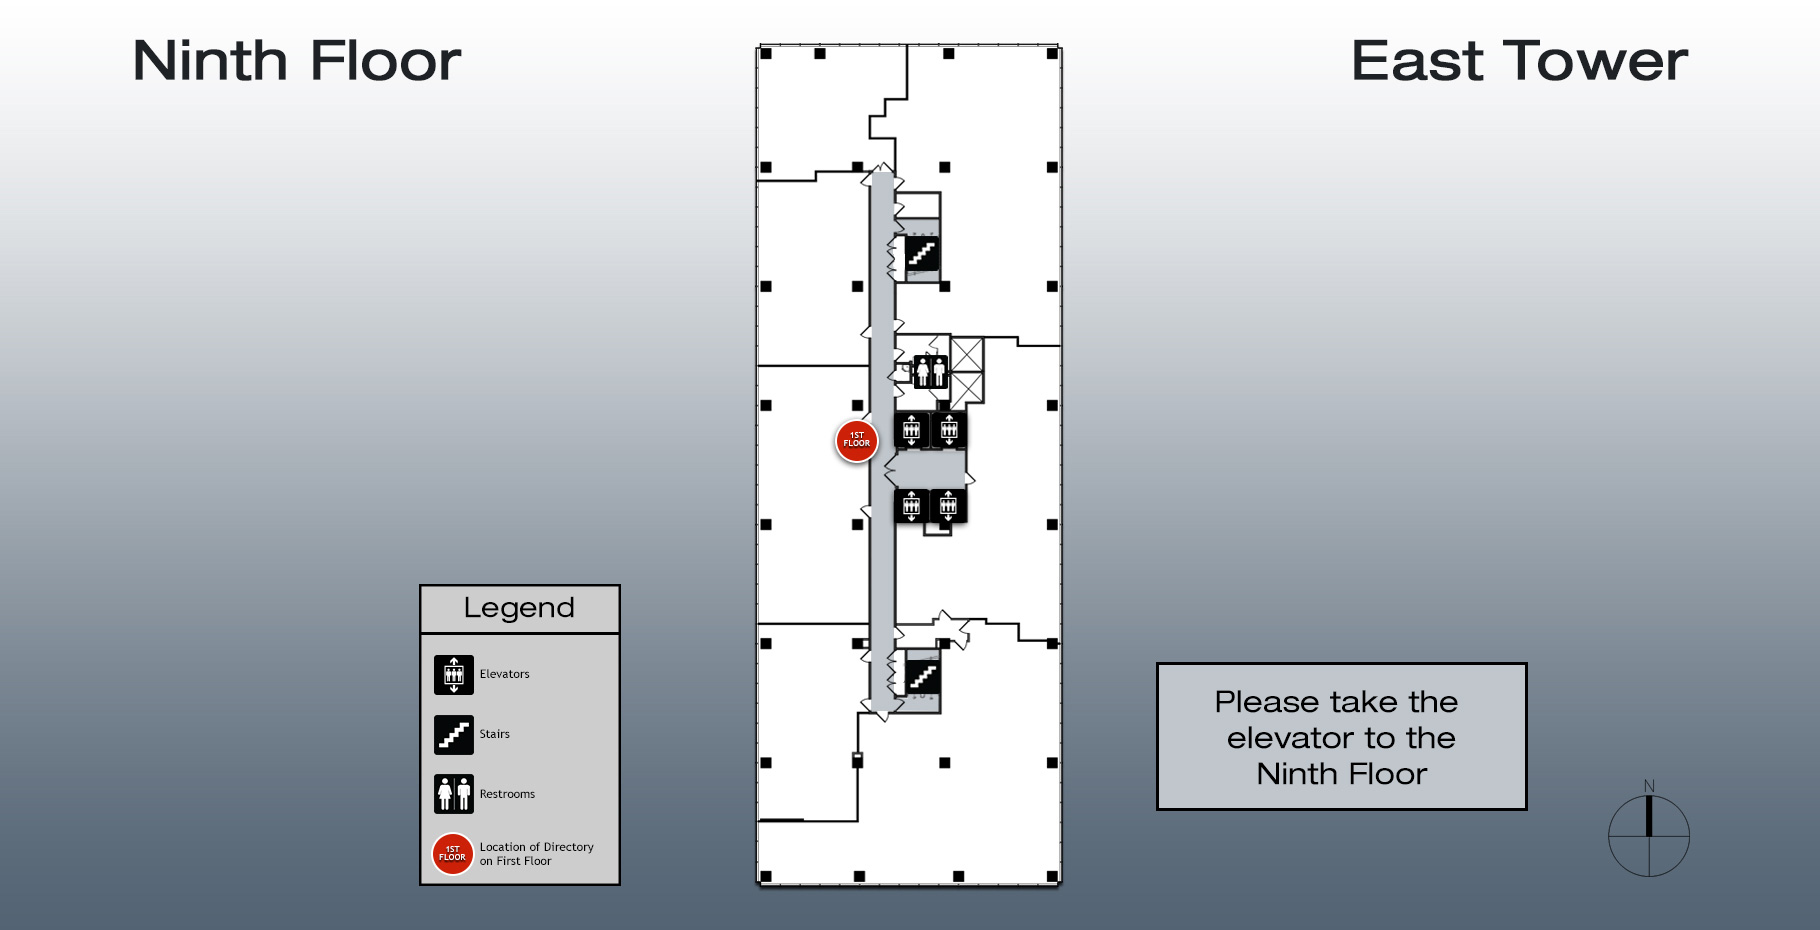 Ninth Floor
East Tower
1ST
FLOOR
Legend
Elevators
Stairs
Restrooms
1ST
FLOOR
Location of Directory
on First Floor
Please take the
elevator to the
Ninth Floor
N